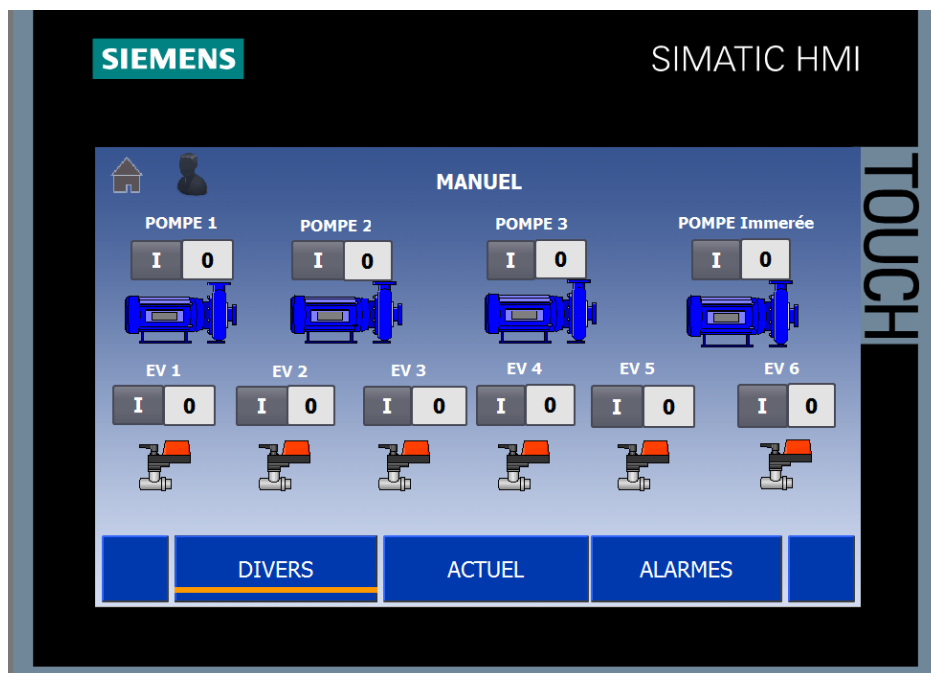 SIEMENS
SIMATIC HMI
TOUCH
MANUEL
POMPE 1
POMPE 2
POMPE 3
POMPE Immerée
I 0
I 0
I 0
I 0
EV 1
EV 2
EV 3
EV 4
EV 5
EV 6
I 0
I 0
I 0
I 0
I 0
I 0
DIVERS
ACTUEL
ALARMES